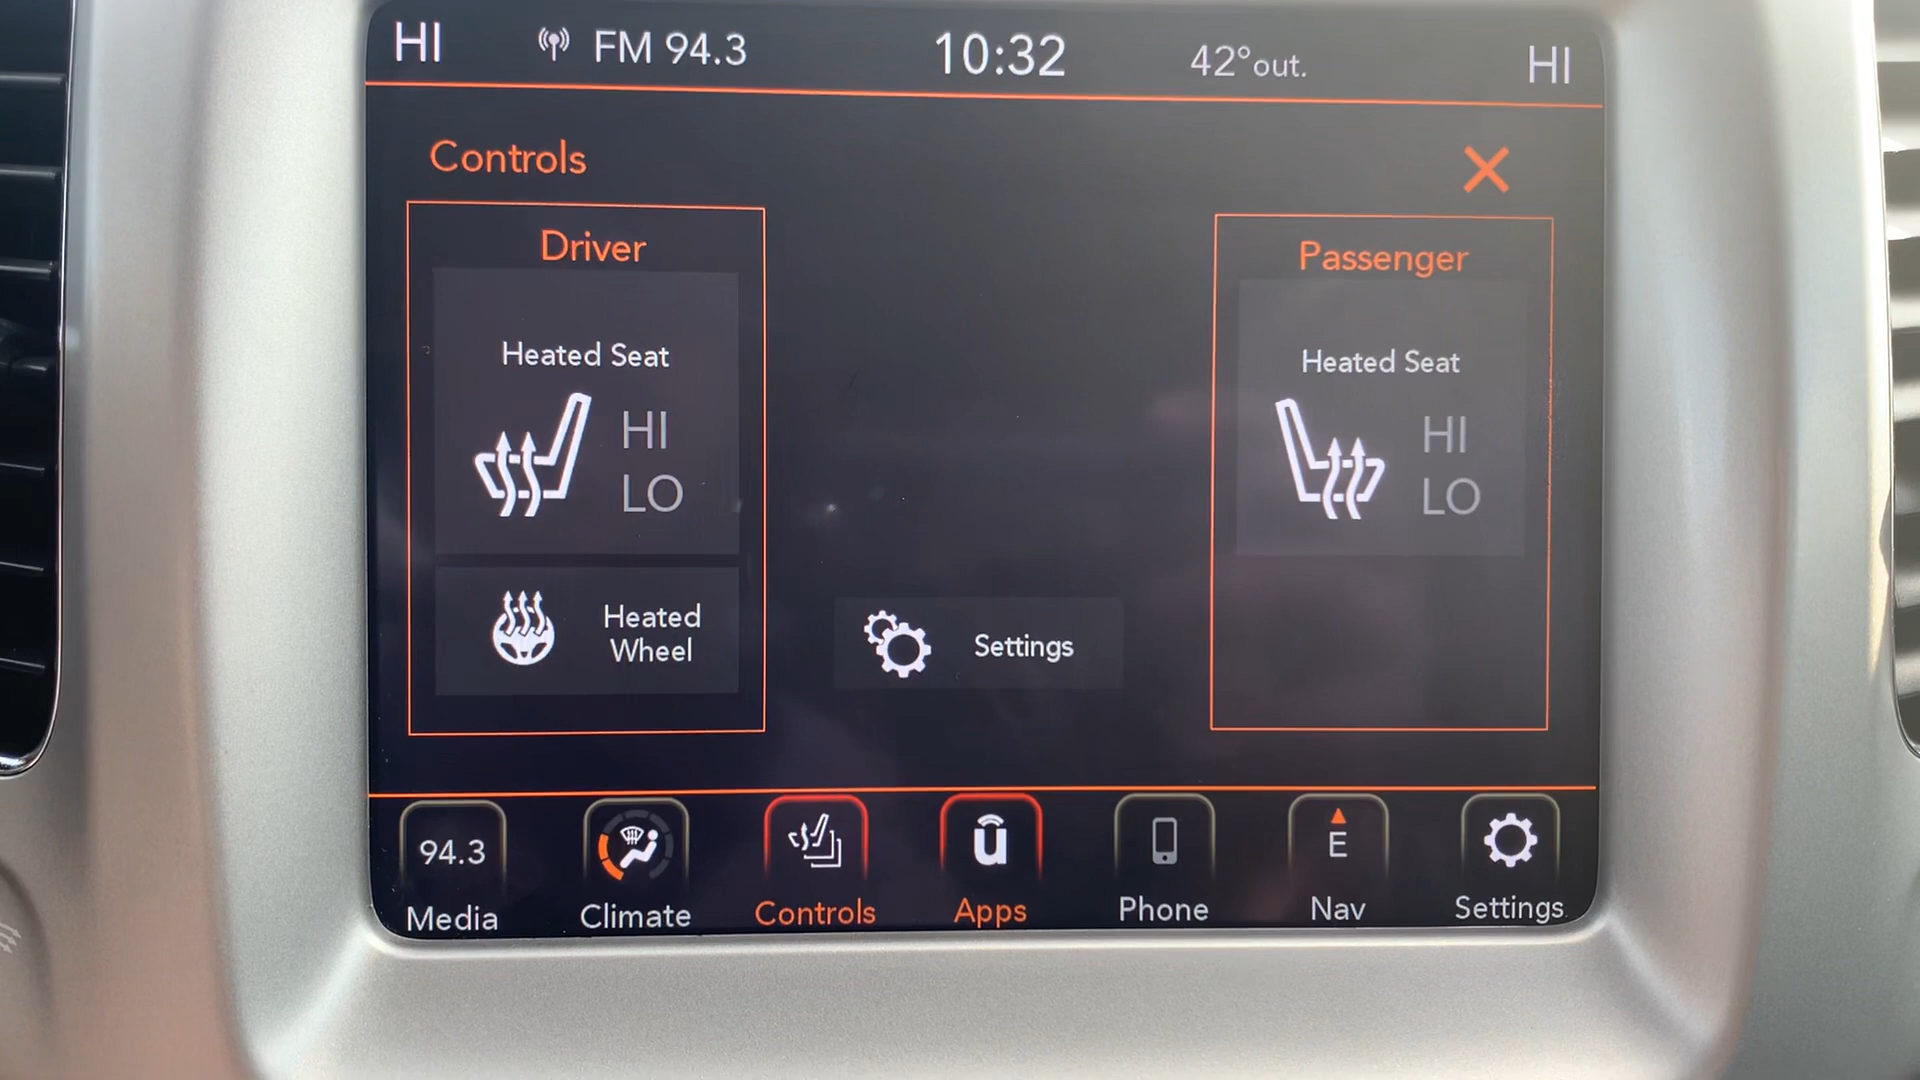 HI FM 94.3 10:32 42°out. HI
Controls
Driver
Heated Seat
HI
LO
Heated
Wheel
Settings
Passenger
Heated Seat
HI
LO
94.3
E
Media Climate Controls Apps Phone Nav Settings